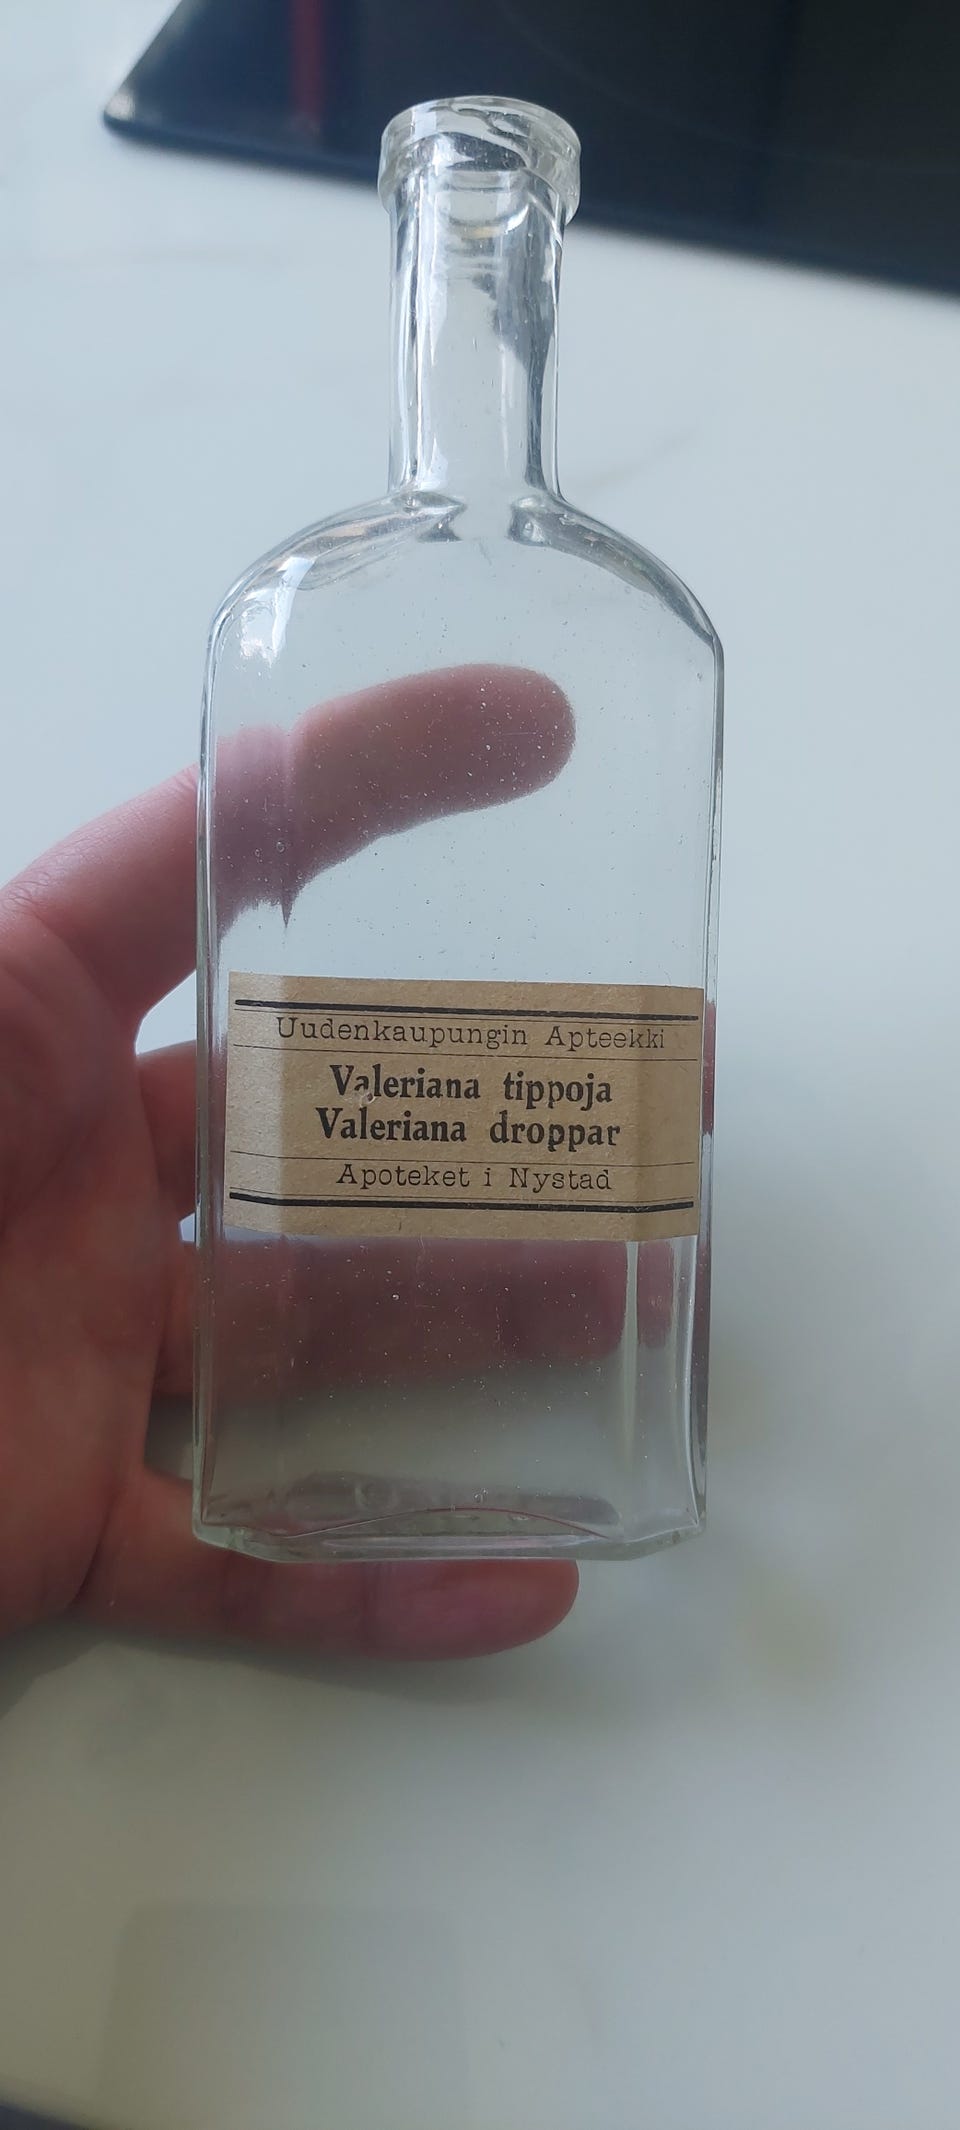 Uudenkaupungin Apteekki
Valeriana tippoja
Valeriana droppar
Apoteket i Nystad